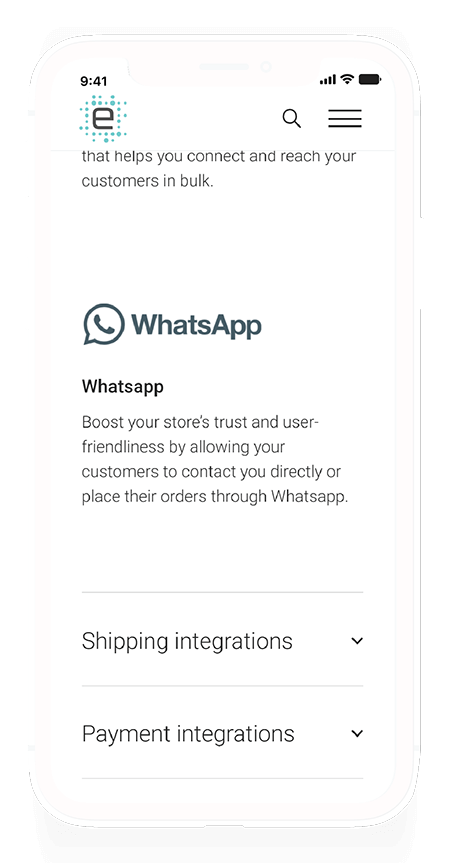 9:41
e
that helps you connect and reach your
customers in bulk.
WhatsApp
Whatsapp
Boost your store's trust and user-
friendliness by allowing your
customers to contact you directly or
place their orders through Whatsapp.
Shipping integrations
Payment integrations